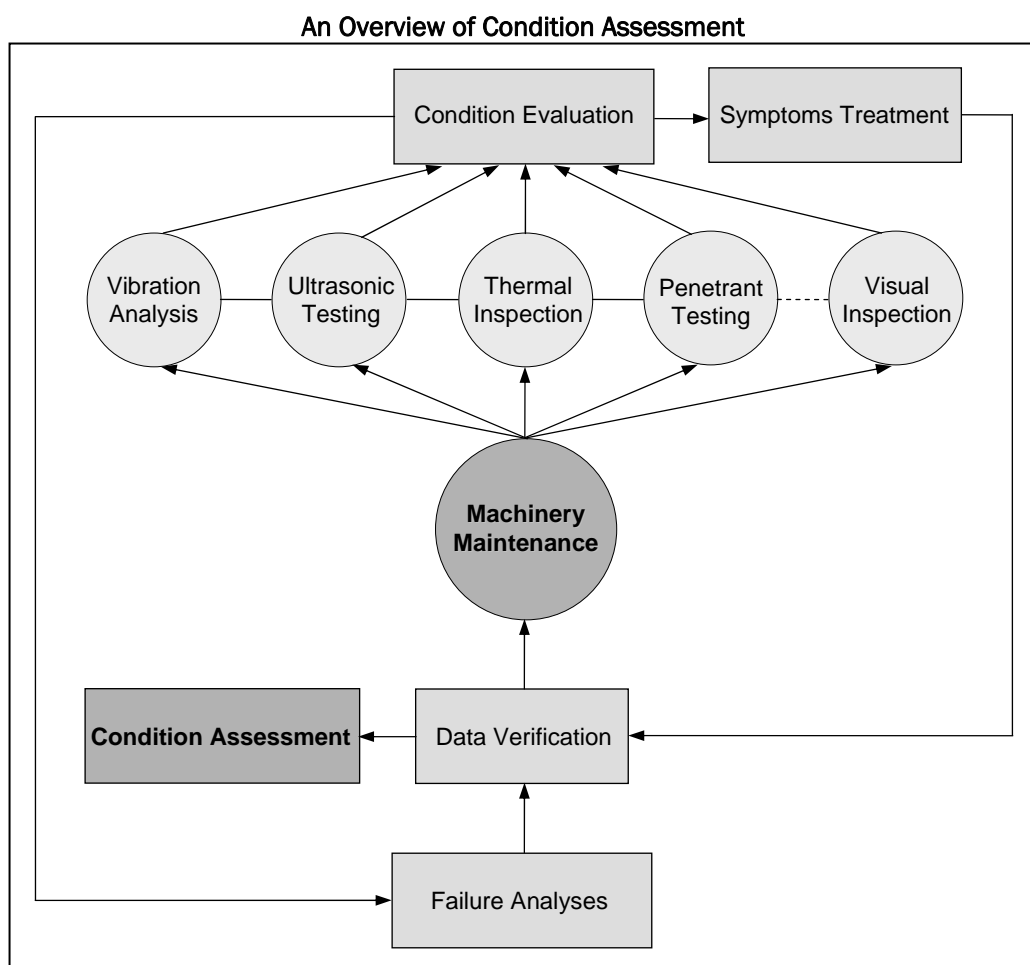 An Overview of Condition Assessment
Condition Evaluation
Symptoms Treatment
Vibration
Analysis
Ultrasonic
Testing
Thermal
Inspection
Penetrant
Testing
Visual
Inspection
Machinery
Maintenance
Condition Assessment
Data Verification
Failure Analyses